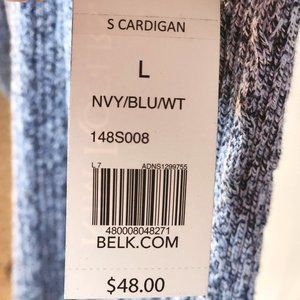 S CARDIGAN
L
NVY/BLU/WT
148S008
L7 ADNS1299755
480008048271
BELK.COM
$48.00